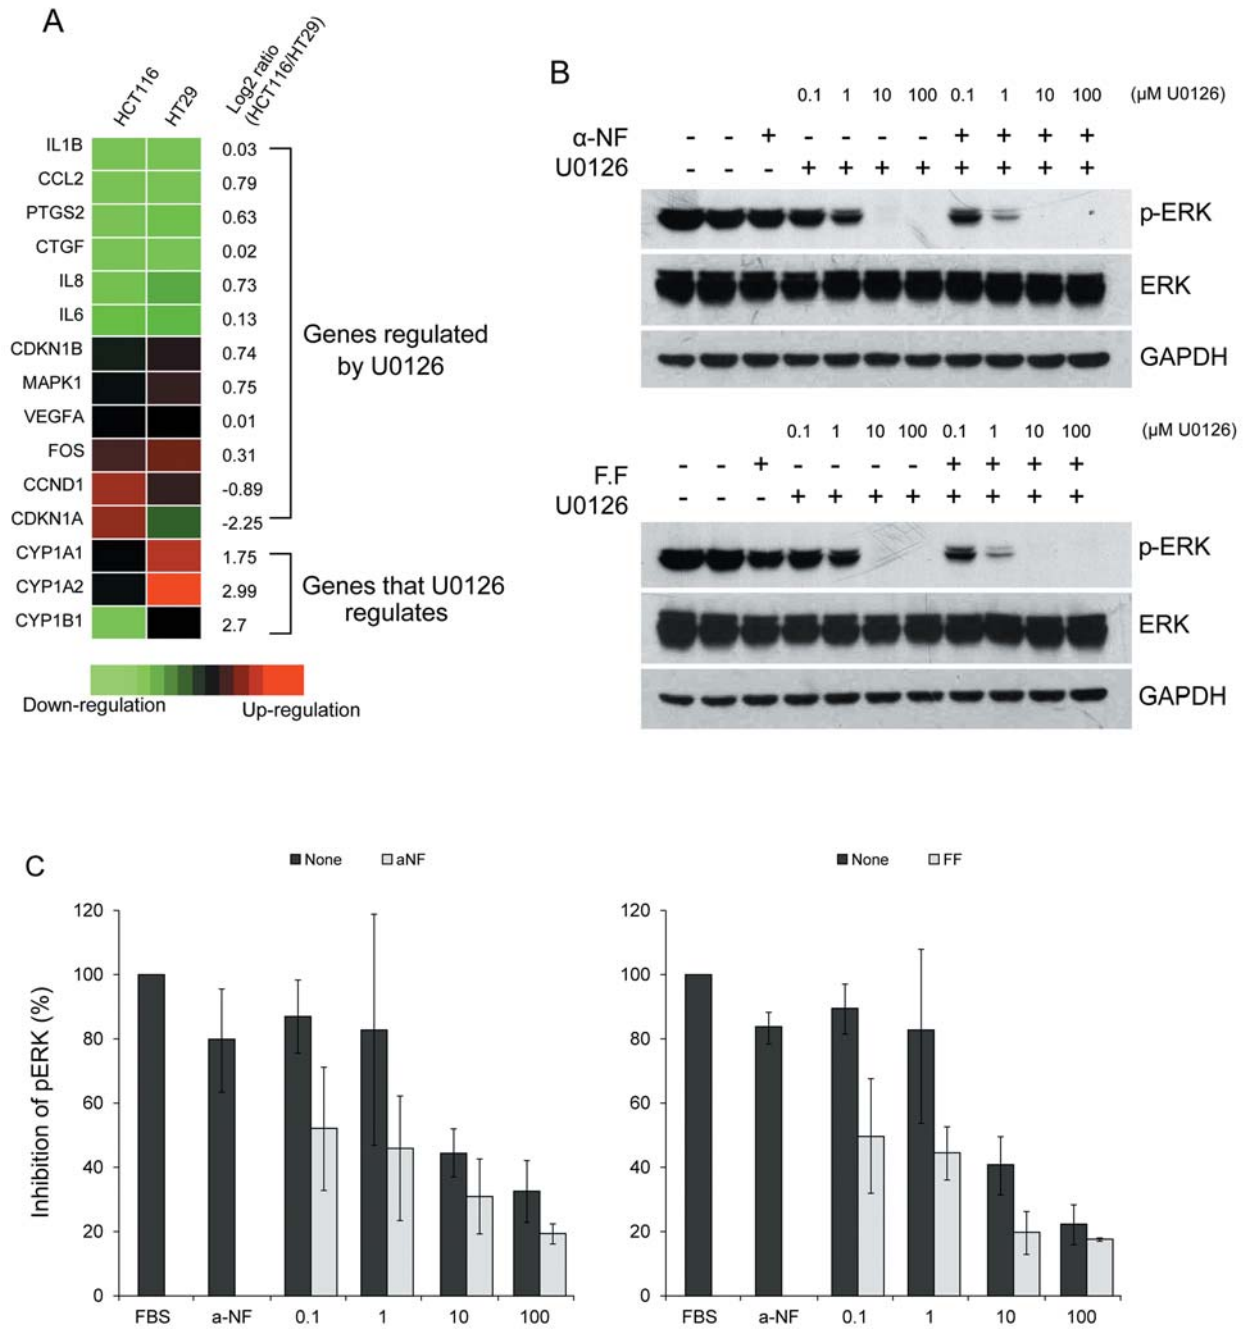 A
HCT116 HT29 Log2 ratio (HCT116/HT29)
IL1B 0.03
CCL2 0.79
PTGS2 0.63
CTGF 0.02
IL8 0.73
IL6 0.13
CDKN1B 0.74
MAPK1 0.75
VEGFA 0.01
FOS 0.31
CCND1 -0.89
CDKN1A -2.25
CYP1A1 1.75
CYP1A2 2.99
CYP1B1 2.7
Genes regulated
by U0126
Genes that U0126
regulates
Down-regulation Up-regulation
B
0.1 1 10 100 0.1 1 10 100 (µM U0126)
α-NF - - + - - - - + + + +
U0126 - - - + + + + + + + +
p-ERK
ERK
GAPDH
0.1 1 10 100 0.1 1 10 100 (µM U0126)
F.F - - + - - - - + + + +
U0126 - - - + + + + + + + +
p-ERK
ERK
GAPDH
C
None aNF
Inhibition of pERK (%)
120
100
80
60
40
20
0
FBS a-NF 0.1 1 10 100
None FF
120
100
80
60
40
20
0
FBS a-NF 0.1 1 10 100